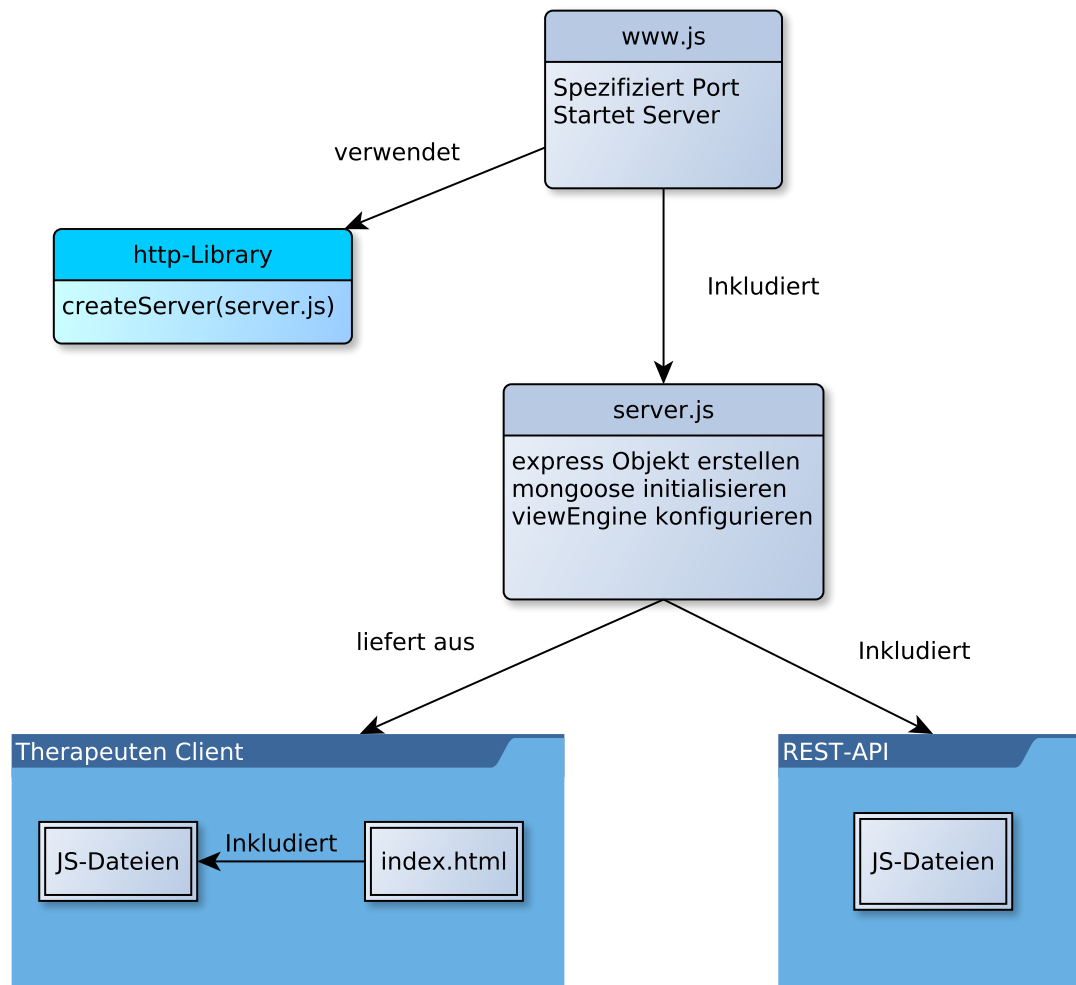 www.js
Spezifiziert Port
Startet Server
verwendet
http-Library
createServer(server.js)
Inkludiert
server.js
express Objekt erstellen
mongoose initialisieren
viewEngine konfigurieren
liefert aus
Inkludiert
Therapeuten Client
JS-Dateien
Inkludiert
index.html
REST-API
JS-Dateien